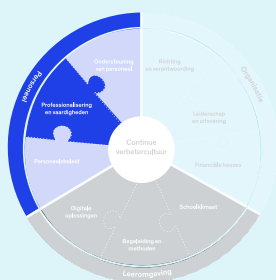 Personeel
Ondersteuning
van personeel
Richting
en verantwoording
Organisatie
Professionalisering
en vaardigheden
Leiderschap
en uitvoering
Continue
verbetercultuur
Personeelsbeleid
Financiële keuzes
Digitale
oplossingen
Schoolklimaat
Begeleiding en
methoden
Leeromgeving